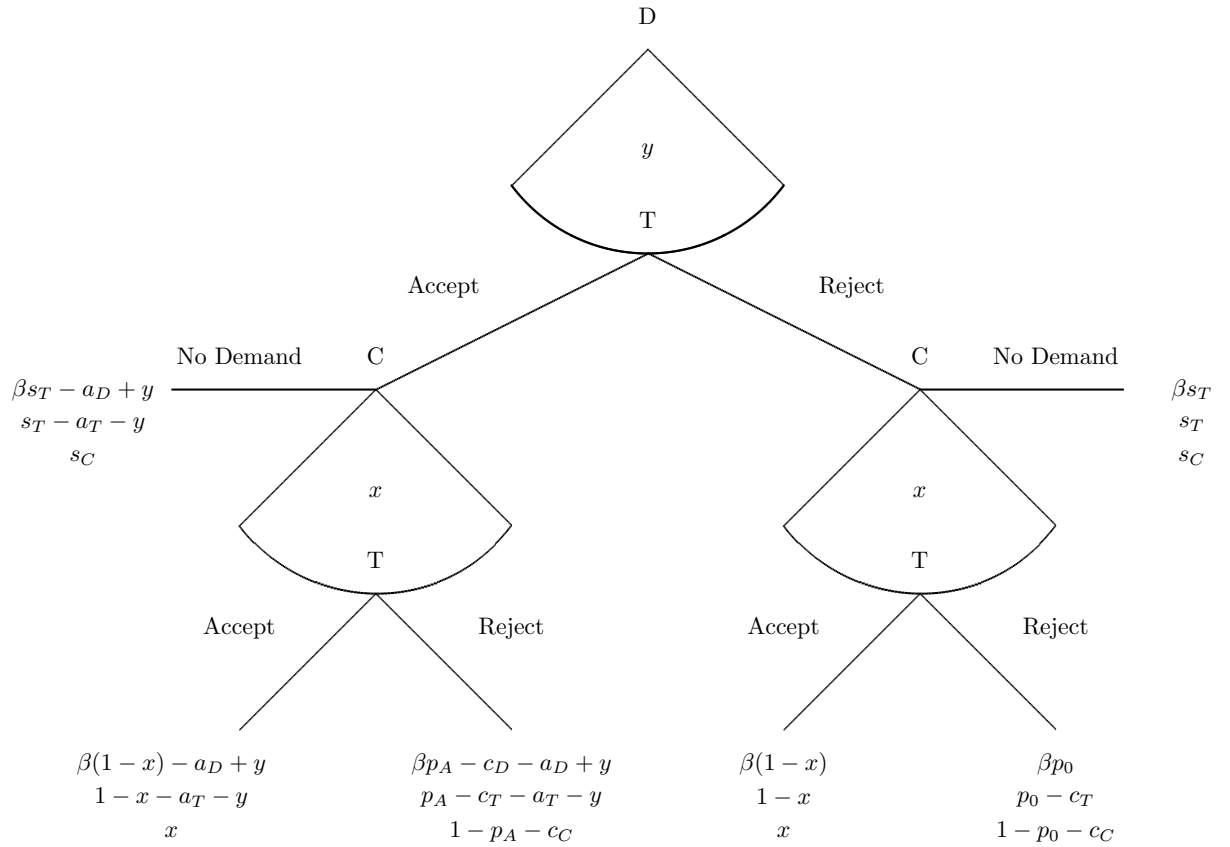 D
y
T
Accept
Reject
No Demand
C
C
No Demand
βs_T − a_D + y
s_T − a_T − y
s_C
βs_T
s_T
s_C
x
x
T
T
Accept
Reject
Accept
Reject
β(1 − x) − a_D + y
1 − x − a_T − y
x
βp_A − c_D − a_D + y
p_A − c_T − a_T − y
1 − p_A − c_C
β(1 − x)
1 − x
x
βp_0
p_0 − c_T
1 − p_0 − c_C